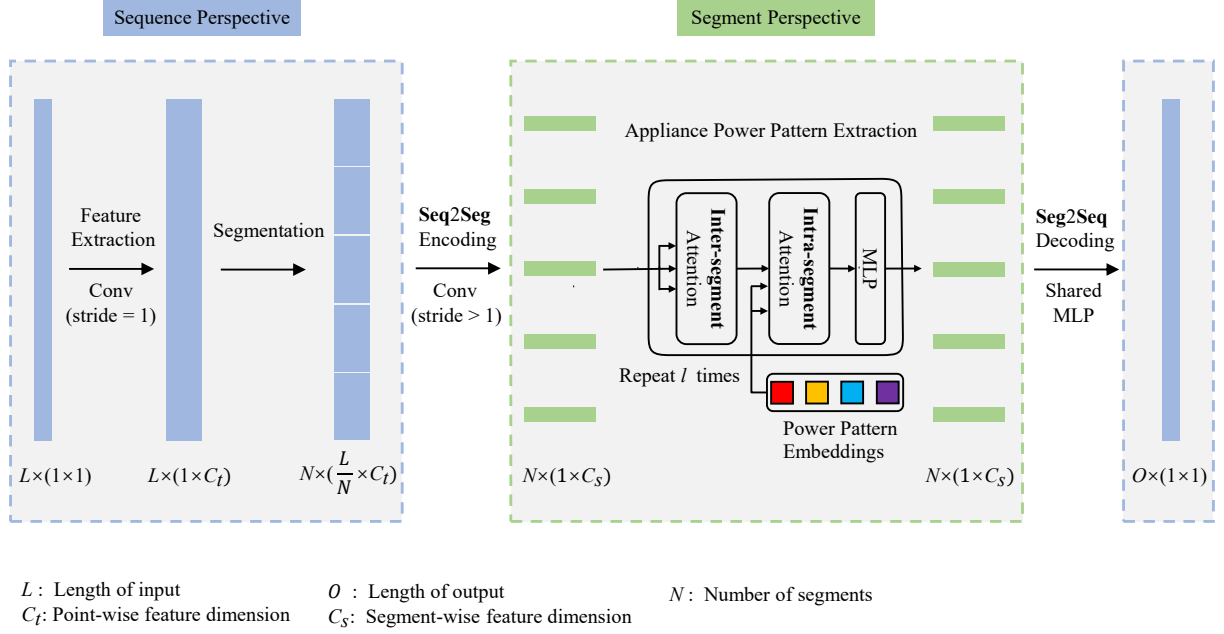 Sequence Perspective
Segment Perspective
Feature
Extraction
Conv
(stride = 1)
Segmentation
Seq2Seg
Encoding
Conv
(stride > 1)
Appliance Power Pattern Extraction
Inter-segment
Attention
Intra-segment
Attention
MLP
Repeat l times
Power Pattern
Embeddings
Seg2Seq
Decoding
Shared
MLP
L×(1×1)
L×(1×C_t)
N×(L/N×C_t)
N×(1×C_s)
N×(1×C_s)
O×(1×1)
L : Length of input
O : Length of output
N : Number of segments
C_t: Point-wise feature dimension
C_s: Segment-wise feature dimension